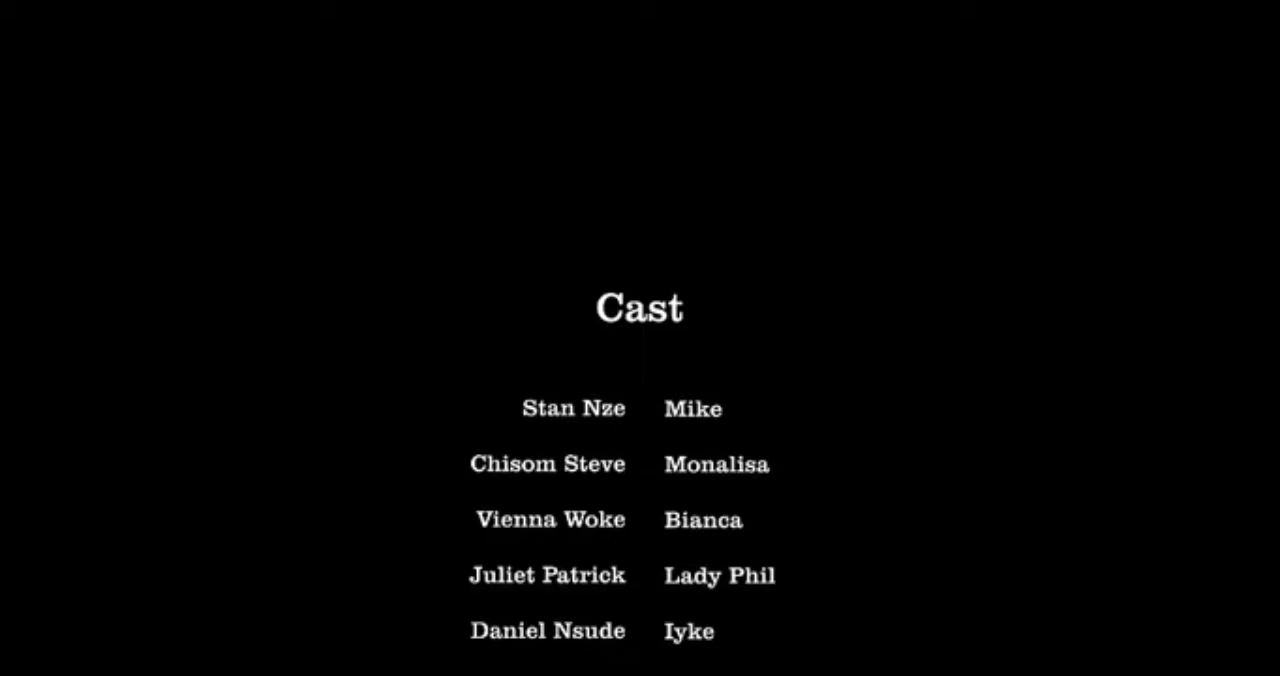 Cast
Stan Nze Mike
Chisom Steve Monalisa
Vienna Woke Bianca
Juliet Patrick Lady Phil
Daniel Nsude Iyke